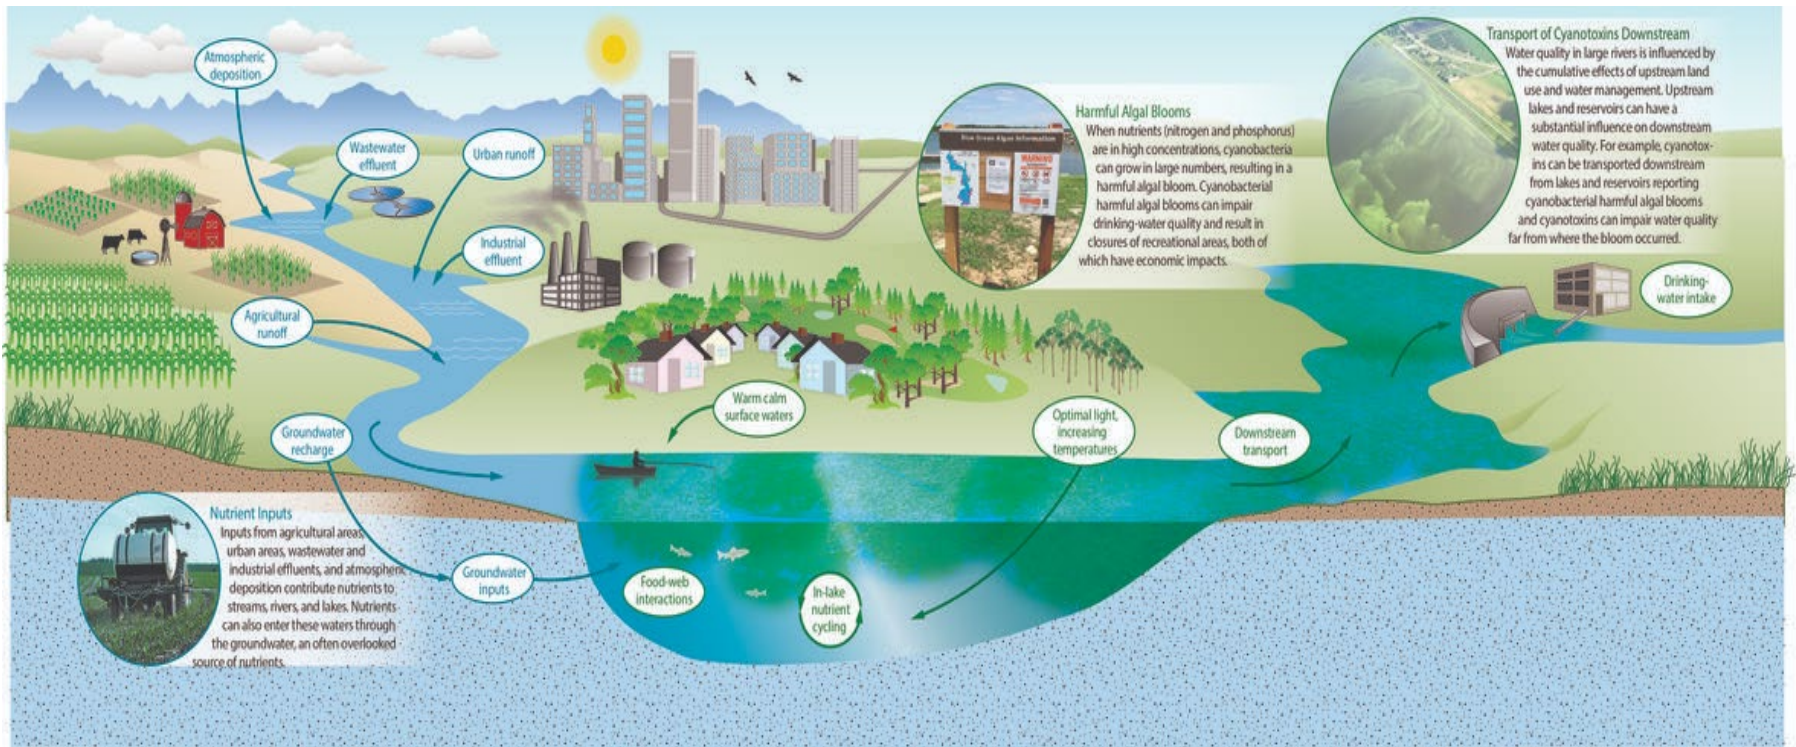 Atmospheric
deposition
Wastewater
effluent
Urban runoff
Industrial
effluent
Agricultural
runoff
Groundwater
recharge
Nutrient Inputs
Inputs from agricultural areas,
urban areas, wastewater and
industrial effluents, and atmospheric
deposition contribute nutrients to
streams, rivers, and lakes. Nutrients
can also enter these waters through
the groundwater, an often overlooked
source of nutrients.
Groundwater
inputs
Warm calm
surface waters
Food-web
interactions
In-lake
nutrient
cycling
Optimal light,
increasing
temperatures
Harmful Algal Blooms
When nutrients (nitrogen and phosphorus)
are in high concentrations, cyanobacteria
can grow in large numbers, resulting in a
harmful algal bloom. Cyanobacterial
harmful algal blooms can impair
drinking-water quality and result in
closures of recreational areas, both of
which have economic impacts.
Blue Green Algae Information
WARNING
Downstream
transport
Transport of Cyanotoxins Downstream
Water quality in large rivers is influenced by
the cumulative effects of upstream land
use and water management. Upstream
lakes and reservoirs can have a
substantial influence on downstream
water quality. For example, cyanotox-
ins can be transported downstream
from lakes and reservoirs reporting
cyanobacterial harmful algal blooms
and cyanotoxins can impair water quality
far from where the bloom occurred.
Drinking-
water intake